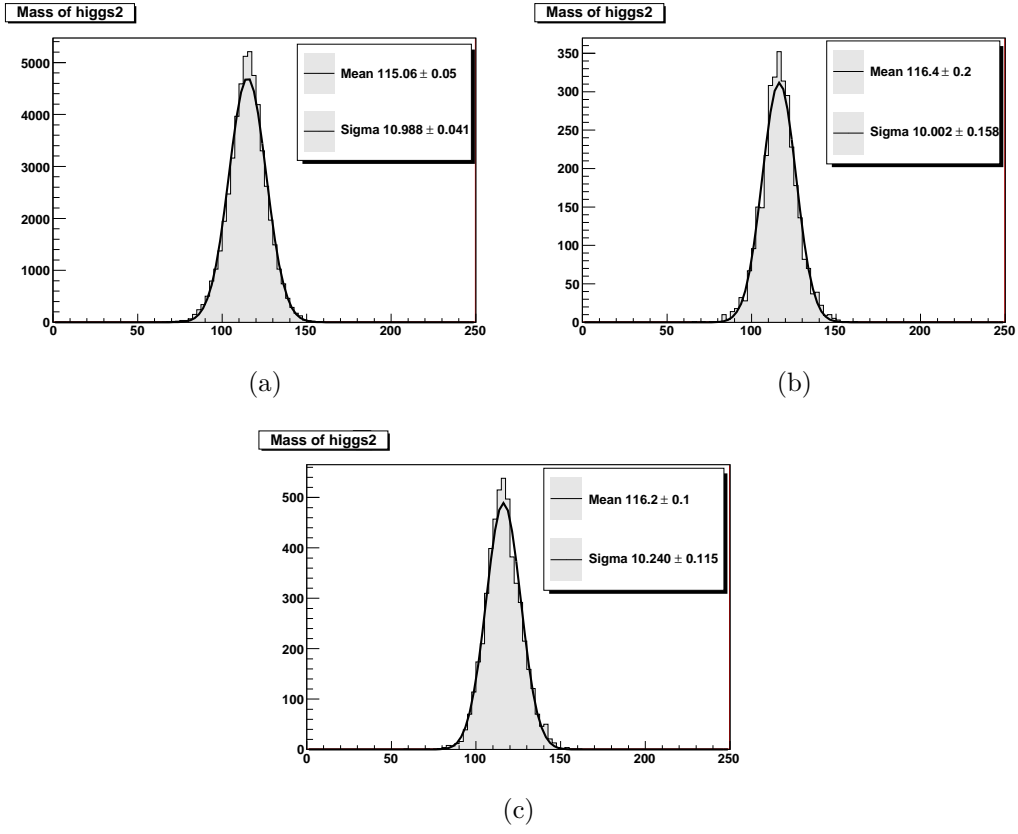 Mass of higgs2
5000
4000
3000
2000
1000
0
0 50 100 150 200 250
Mean 115.06 ± 0.05
Sigma 10.988 ± 0.041
(a)
Mass of higgs2
350
300
250
200
150
100
50
0
0 50 100 150 200 250
Mean 116.4 ± 0.2
Sigma 10.002 ± 0.158
(b)
Mass of higgs2
500
400
300
200
100
0
0 50 100 150 200 250
Mean 116.2 ± 0.1
Sigma 10.240 ± 0.115
(c)